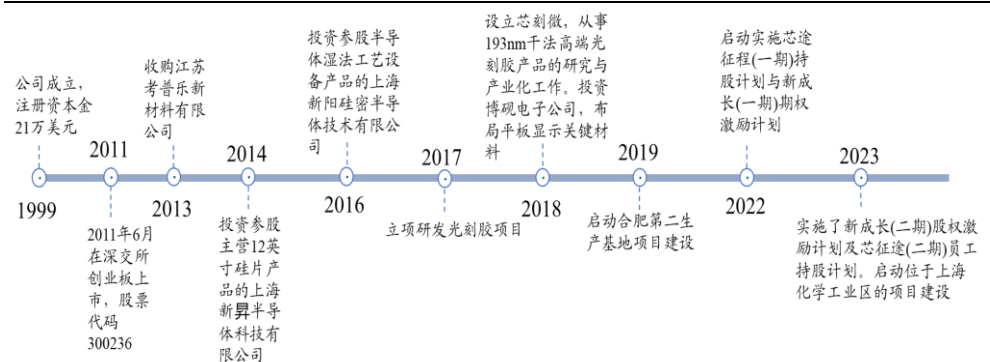 公司成立，
注册资本金
21万美元
1999
2011
2011年6月
在深交所
创业板上
市，股票
代码
300236
收购江苏
考普乐新
材料有限
公司
2013
2014
投资参股
主营12英
寸硅片产
品的上海
新昇半导
体科技有
限公司
投资参股半导
体湿法工艺设
备产品的上海
新阳硅密半导
体技术有限公
司
2016
2017
立项研发光刻胶项目
设立芯刻微，从事
193nm干法高端光
刻胶产品的研究与
产业化工作。投资
博砚电子公司，布
局平板显示关键材
料
2018
2019
启动合肥第二生
产基地项目建设
启动实施芯途
征程(一期)持
股计划与新成
长(一期)期权
激励计划
2022
2023
实施了新成长(二期)股权激
励计划及芯征途(二期)员工
持股计划。启动位于上海
化学工业区的项目建设